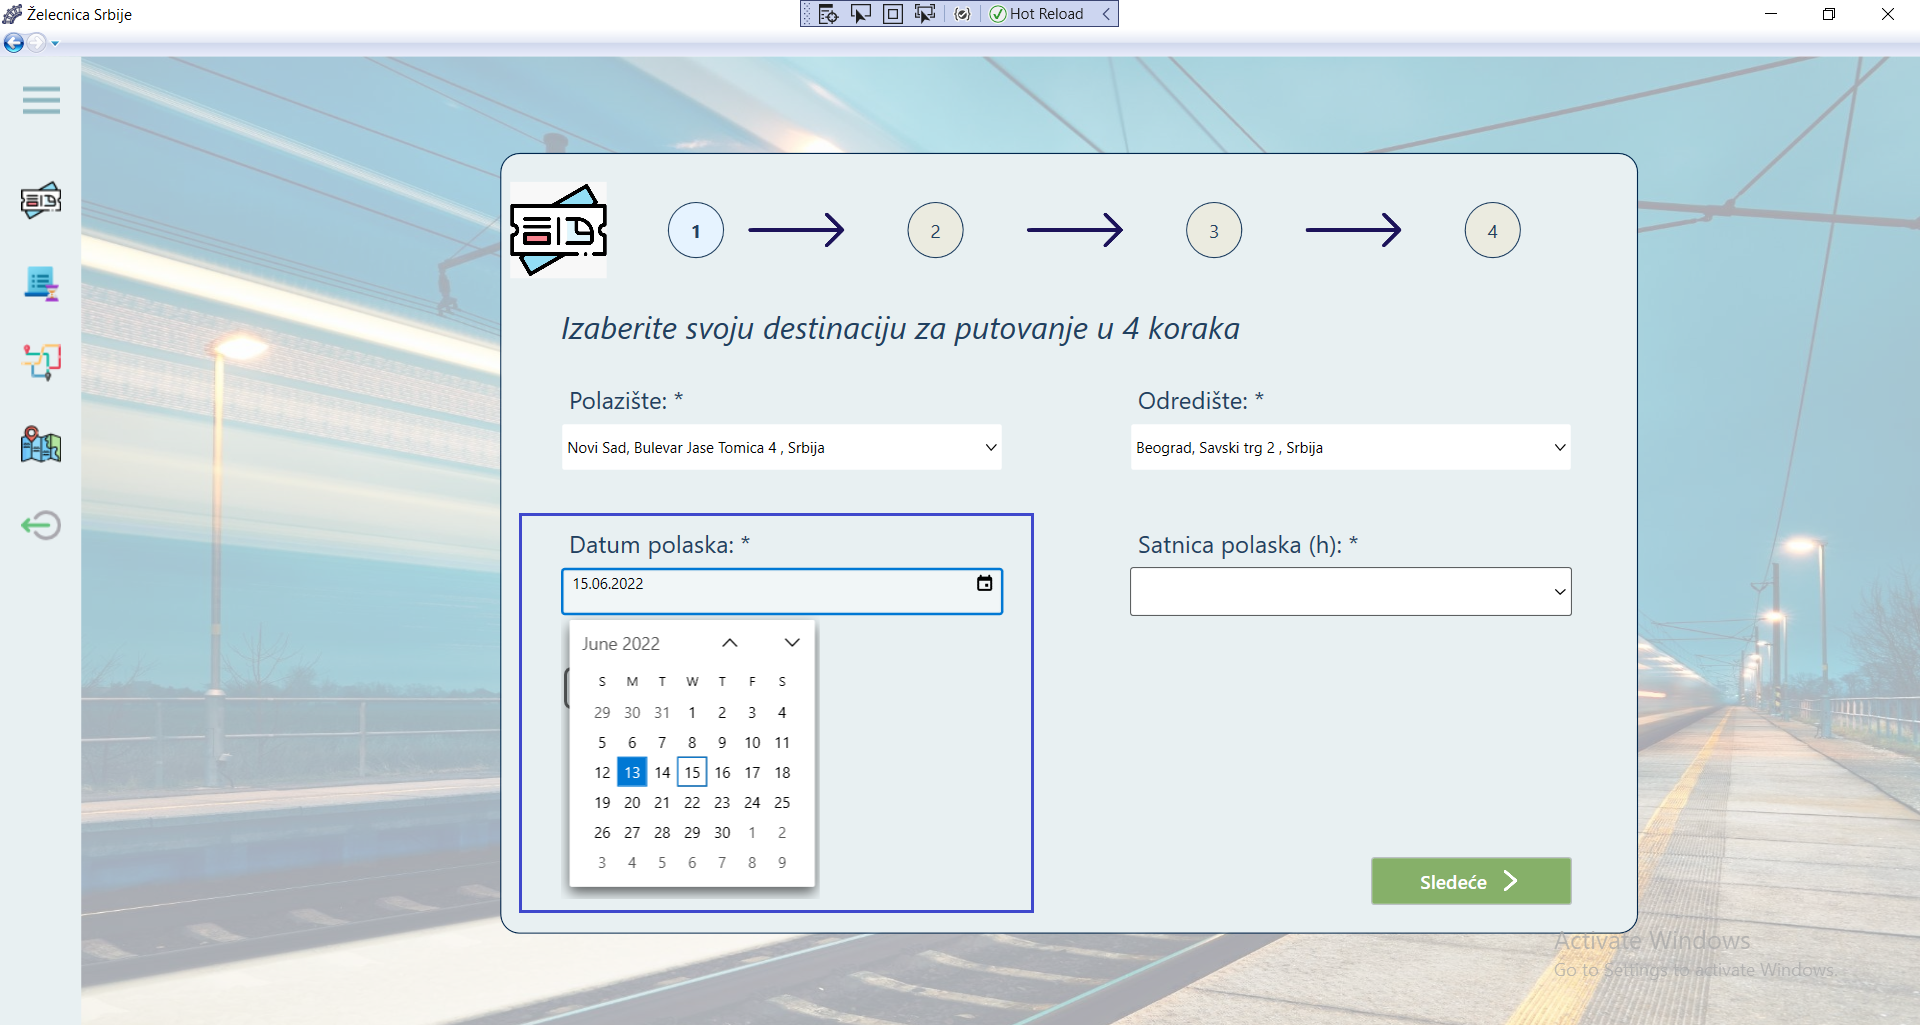 Želecnica Srbije
Hot Reload
1
2
3
4
Izaberite svoju destinaciju za putovanje u 4 koraka
Polazište: *
Odredište: *
Novi Sad, Bulevar Jase Tomica 4 , Srbija
Beograd, Savski trg 2 , Srbija
Datum polaska: *
Satnica polaska (h): *
15.06.2022
June 2022
S M T W T F S
29 30 31 1 2 3 4
5 6 7 8 9 10 11
12 13 14 15 16 17 18
19 20 21 22 23 24 25
26 27 28 29 30 1 2
3 4 5 6 7 8 9
Sledeće
Activate Windows
Go to Settings to activate Windows.